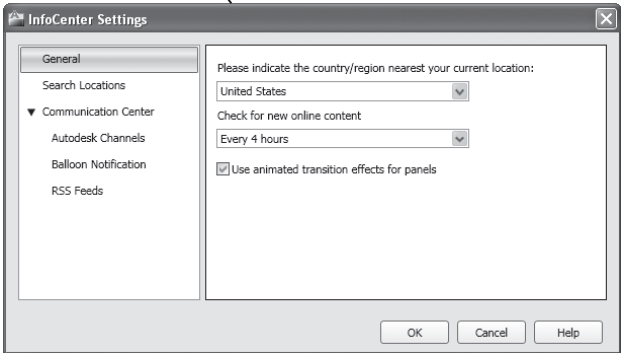 InfoCenter Settings
General
Search Locations
Communication Center
Autodesk Channels
Balloon Notification
RSS Feeds
Please indicate the country/region nearest your current location:
United States
Check for new online content
Every 4 hours
Use animated transition effects for panels
OK
Cancel
Help